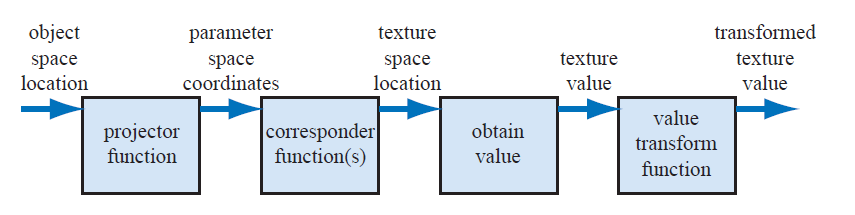 object
space
location
parameter
space
coordinates
texture
space
location
texture
value
transformed
texture
value
projector
function
corresponder
function(s)
obtain
value
value
transform
function